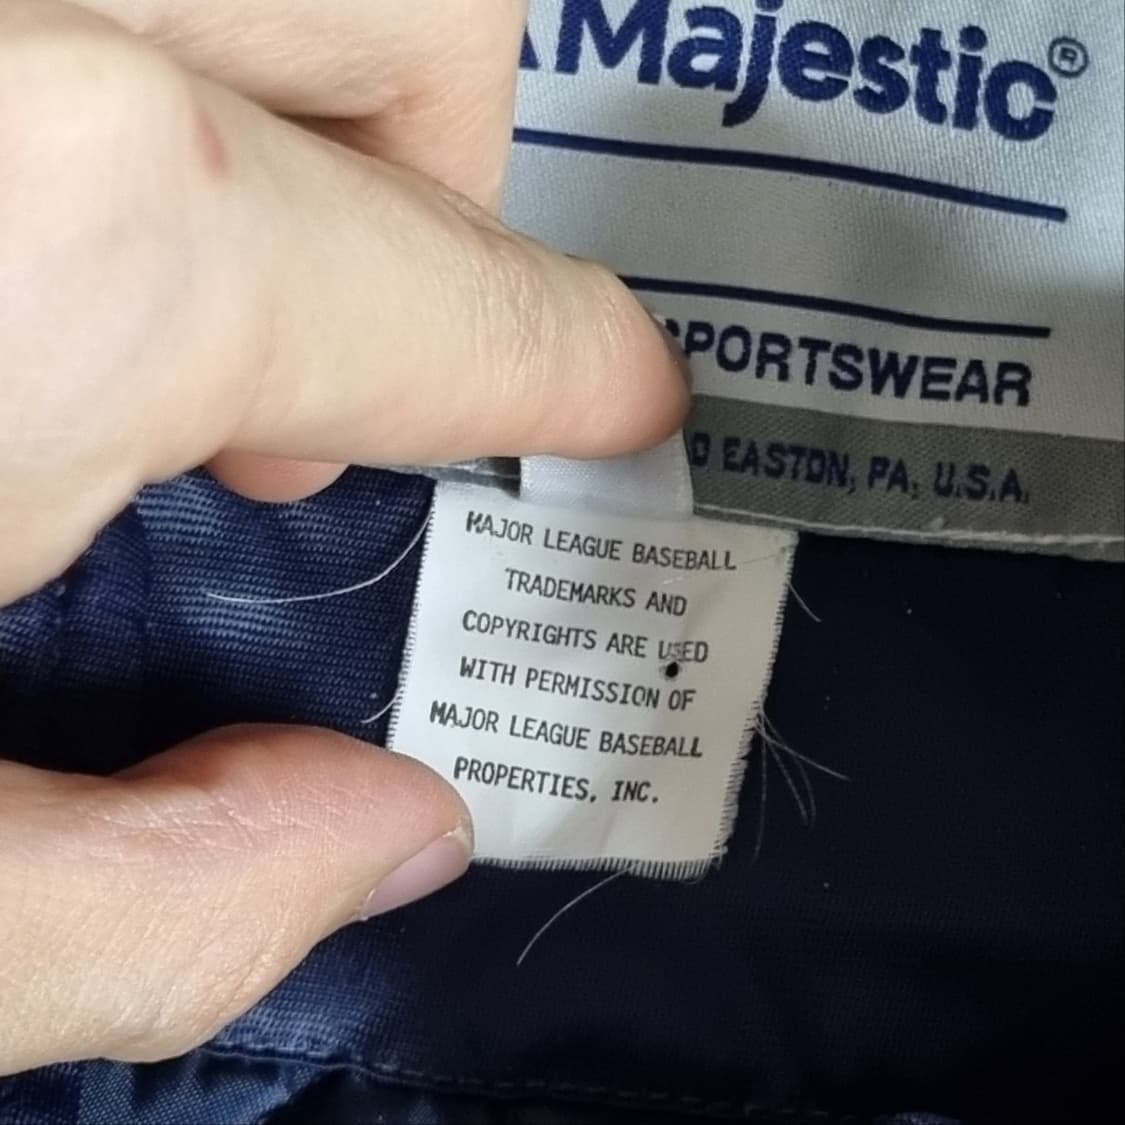 Majestic®
SPORTSWEAR
EASTON, PA, U.S.A.
MAJOR LEAGUE BASEBALL
TRADEMARKS AND
COPYRIGHTS ARE USED
WITH PERMISSION OF
MAJOR LEAGUE BASEBALL
PROPERTIES, INC.